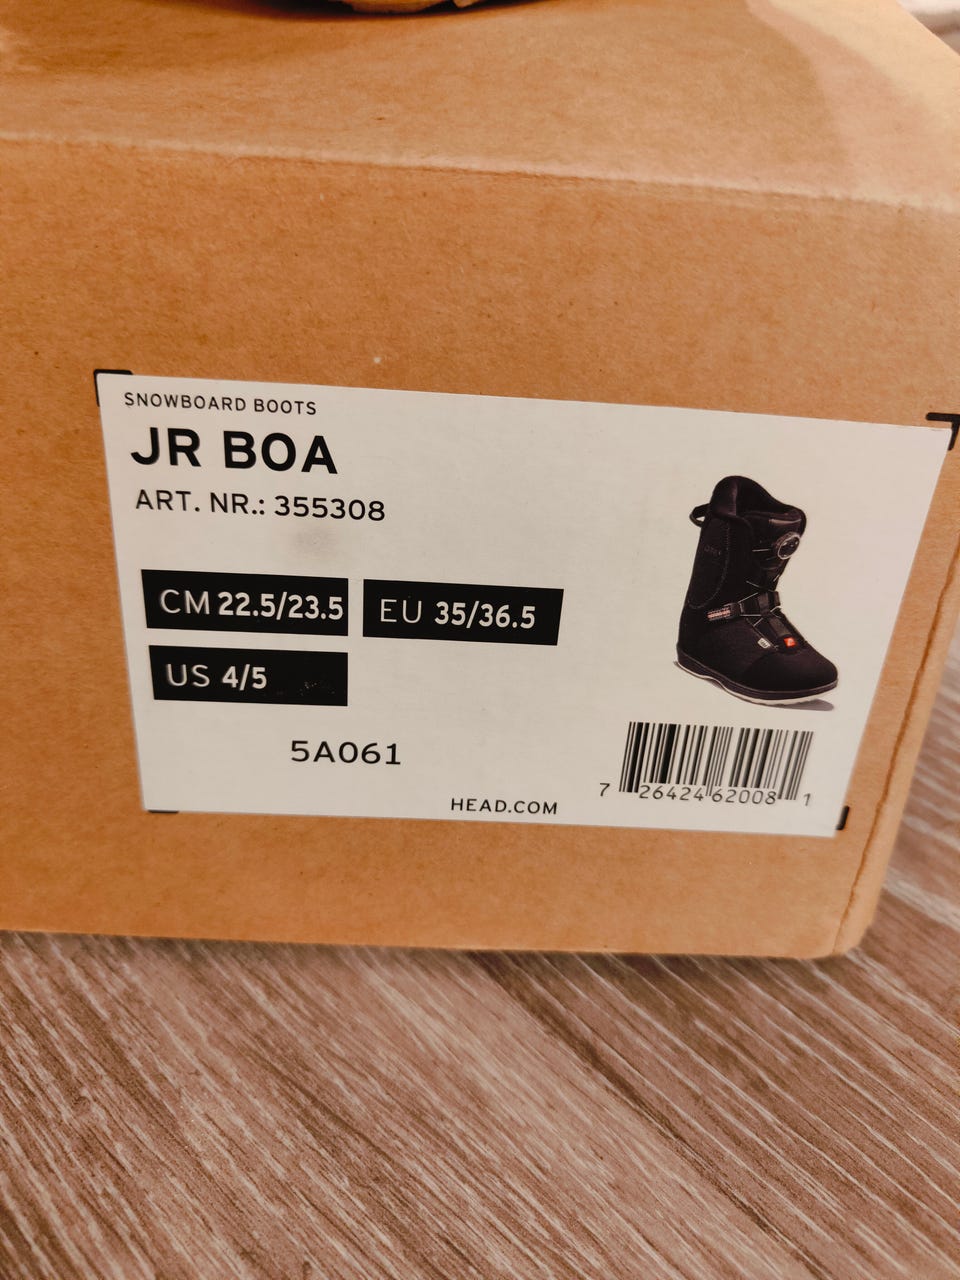 SNOWBOARD BOOTS
JR BOA
ART. NR.: 355308
CM 22.5/23.5 EU 35/36.5
US 4/5
5A061
7 26424 62008 1
HEAD.COM